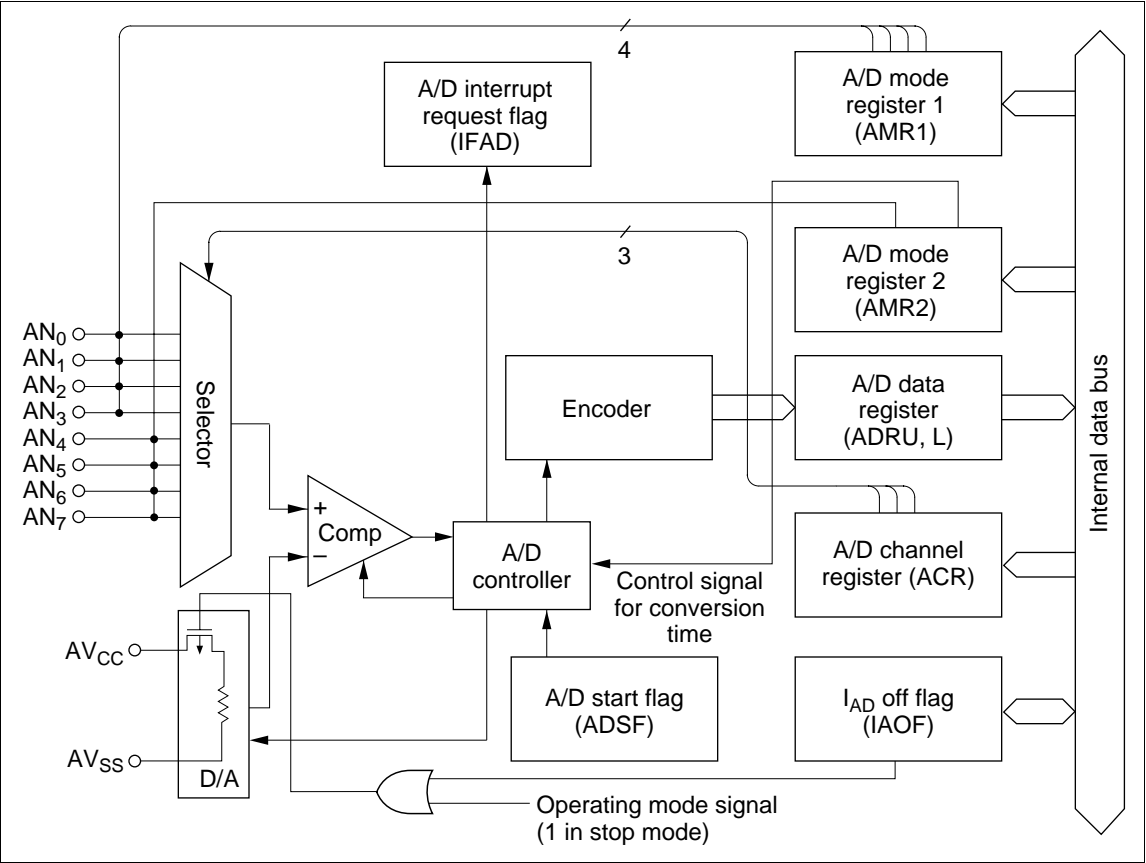 4
A/D interrupt
request flag
(IFAD)
A/D mode
register 1
(AMR1)
3
A/D mode
register 2
(AMR2)
AN0
AN1
AN2
AN3
AN4
AN5
AN6
AN7
Selector
Encoder
A/D data
register
(ADRU, L)
Internal data bus
+
Comp
−
A/D
controller
Control signal
for conversion
time
A/D channel
register (ACR)
AVCC
AVSS
D/A
A/D start flag
(ADSF)
IAD off flag
(IAOF)
Operating mode signal
(1 in stop mode)